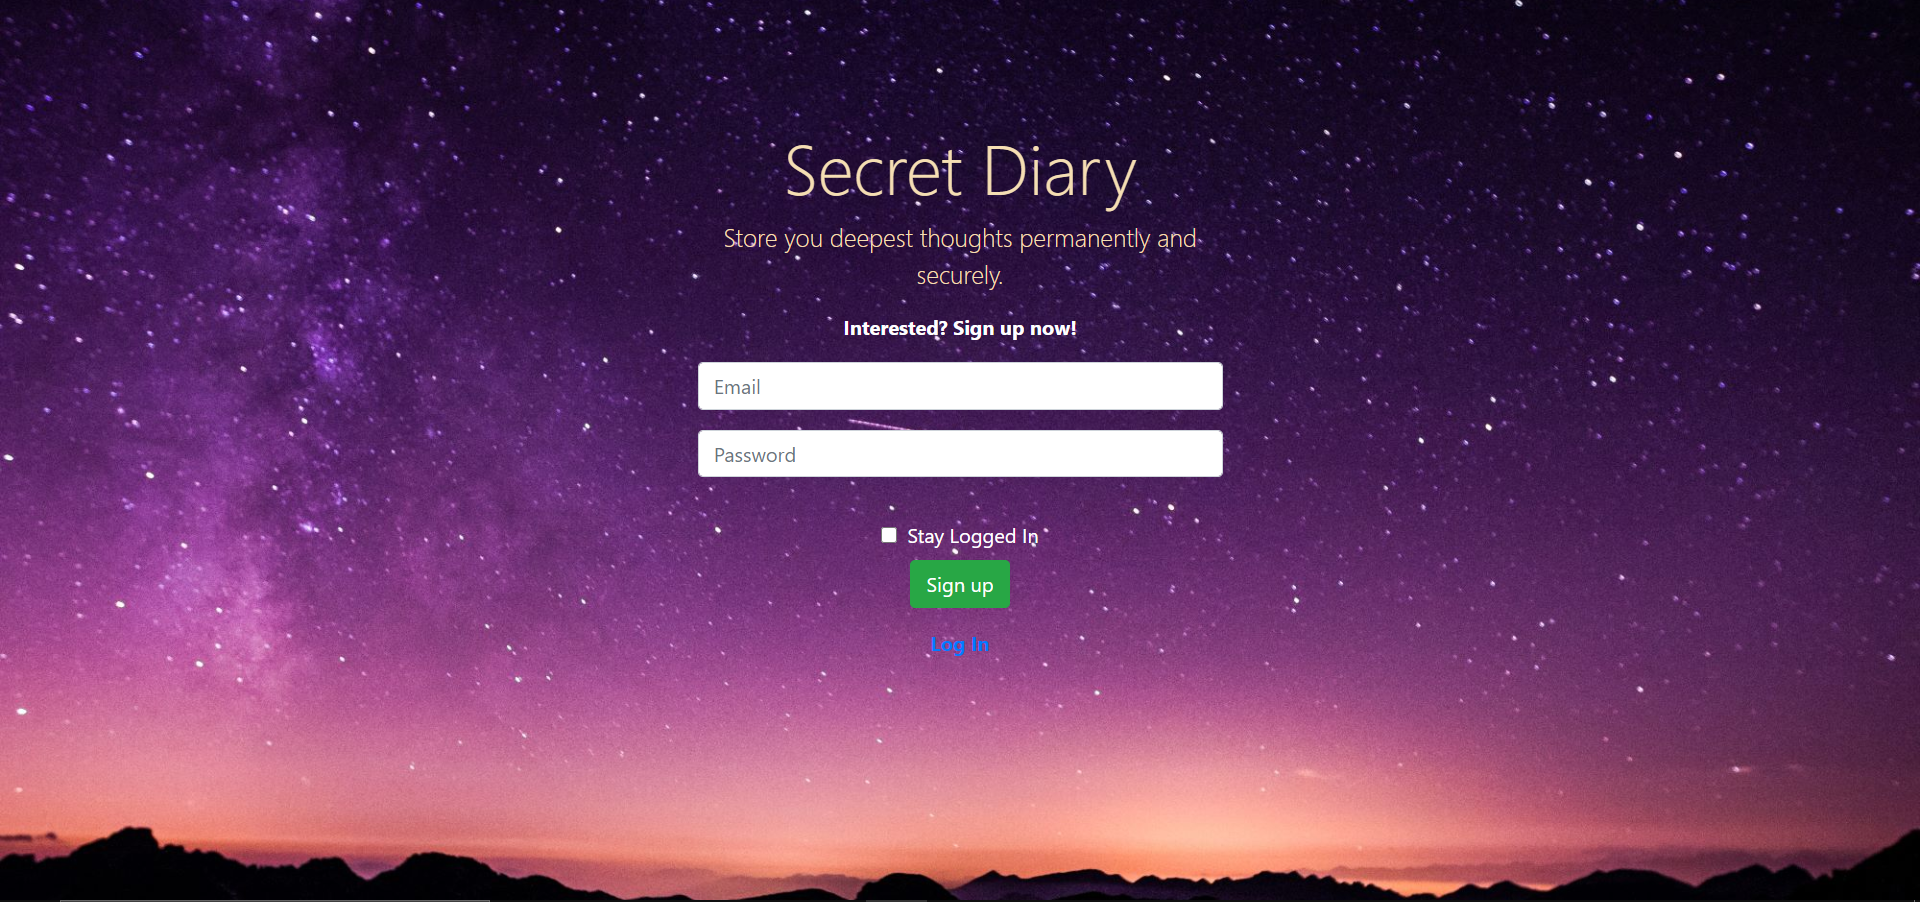 Secret Diary
Store you deepest thoughts permanently and
securely.
Interested? Sign up now!
Email
Password
Stay Logged In
Sign up
Log In